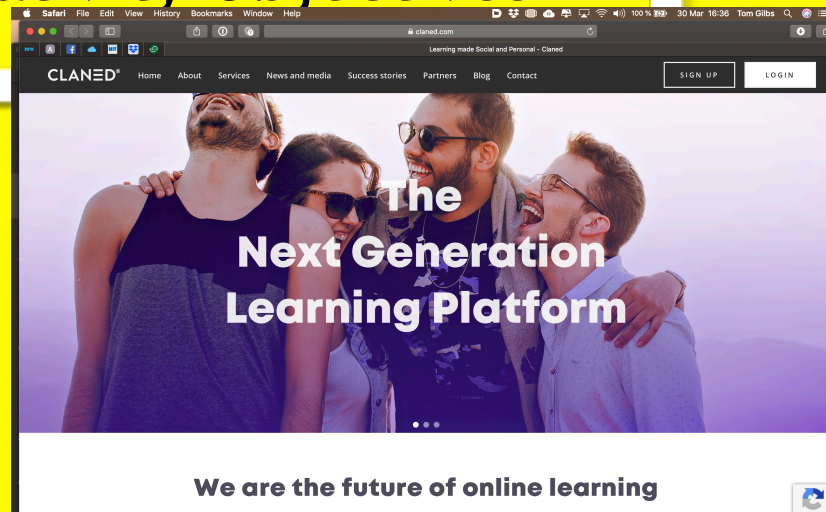 Safari File Edit View History Bookmarks Window Help 100 % 30 Mar 16:36 Tom Gilbs
claned.com
Learning made Social and Personal - Claned
CLANED® Home About Services News and media Success stories Partners Blog Contact SIGN UP LOGIN
The
Next Generation
Learning Platform
We are the future of online learning